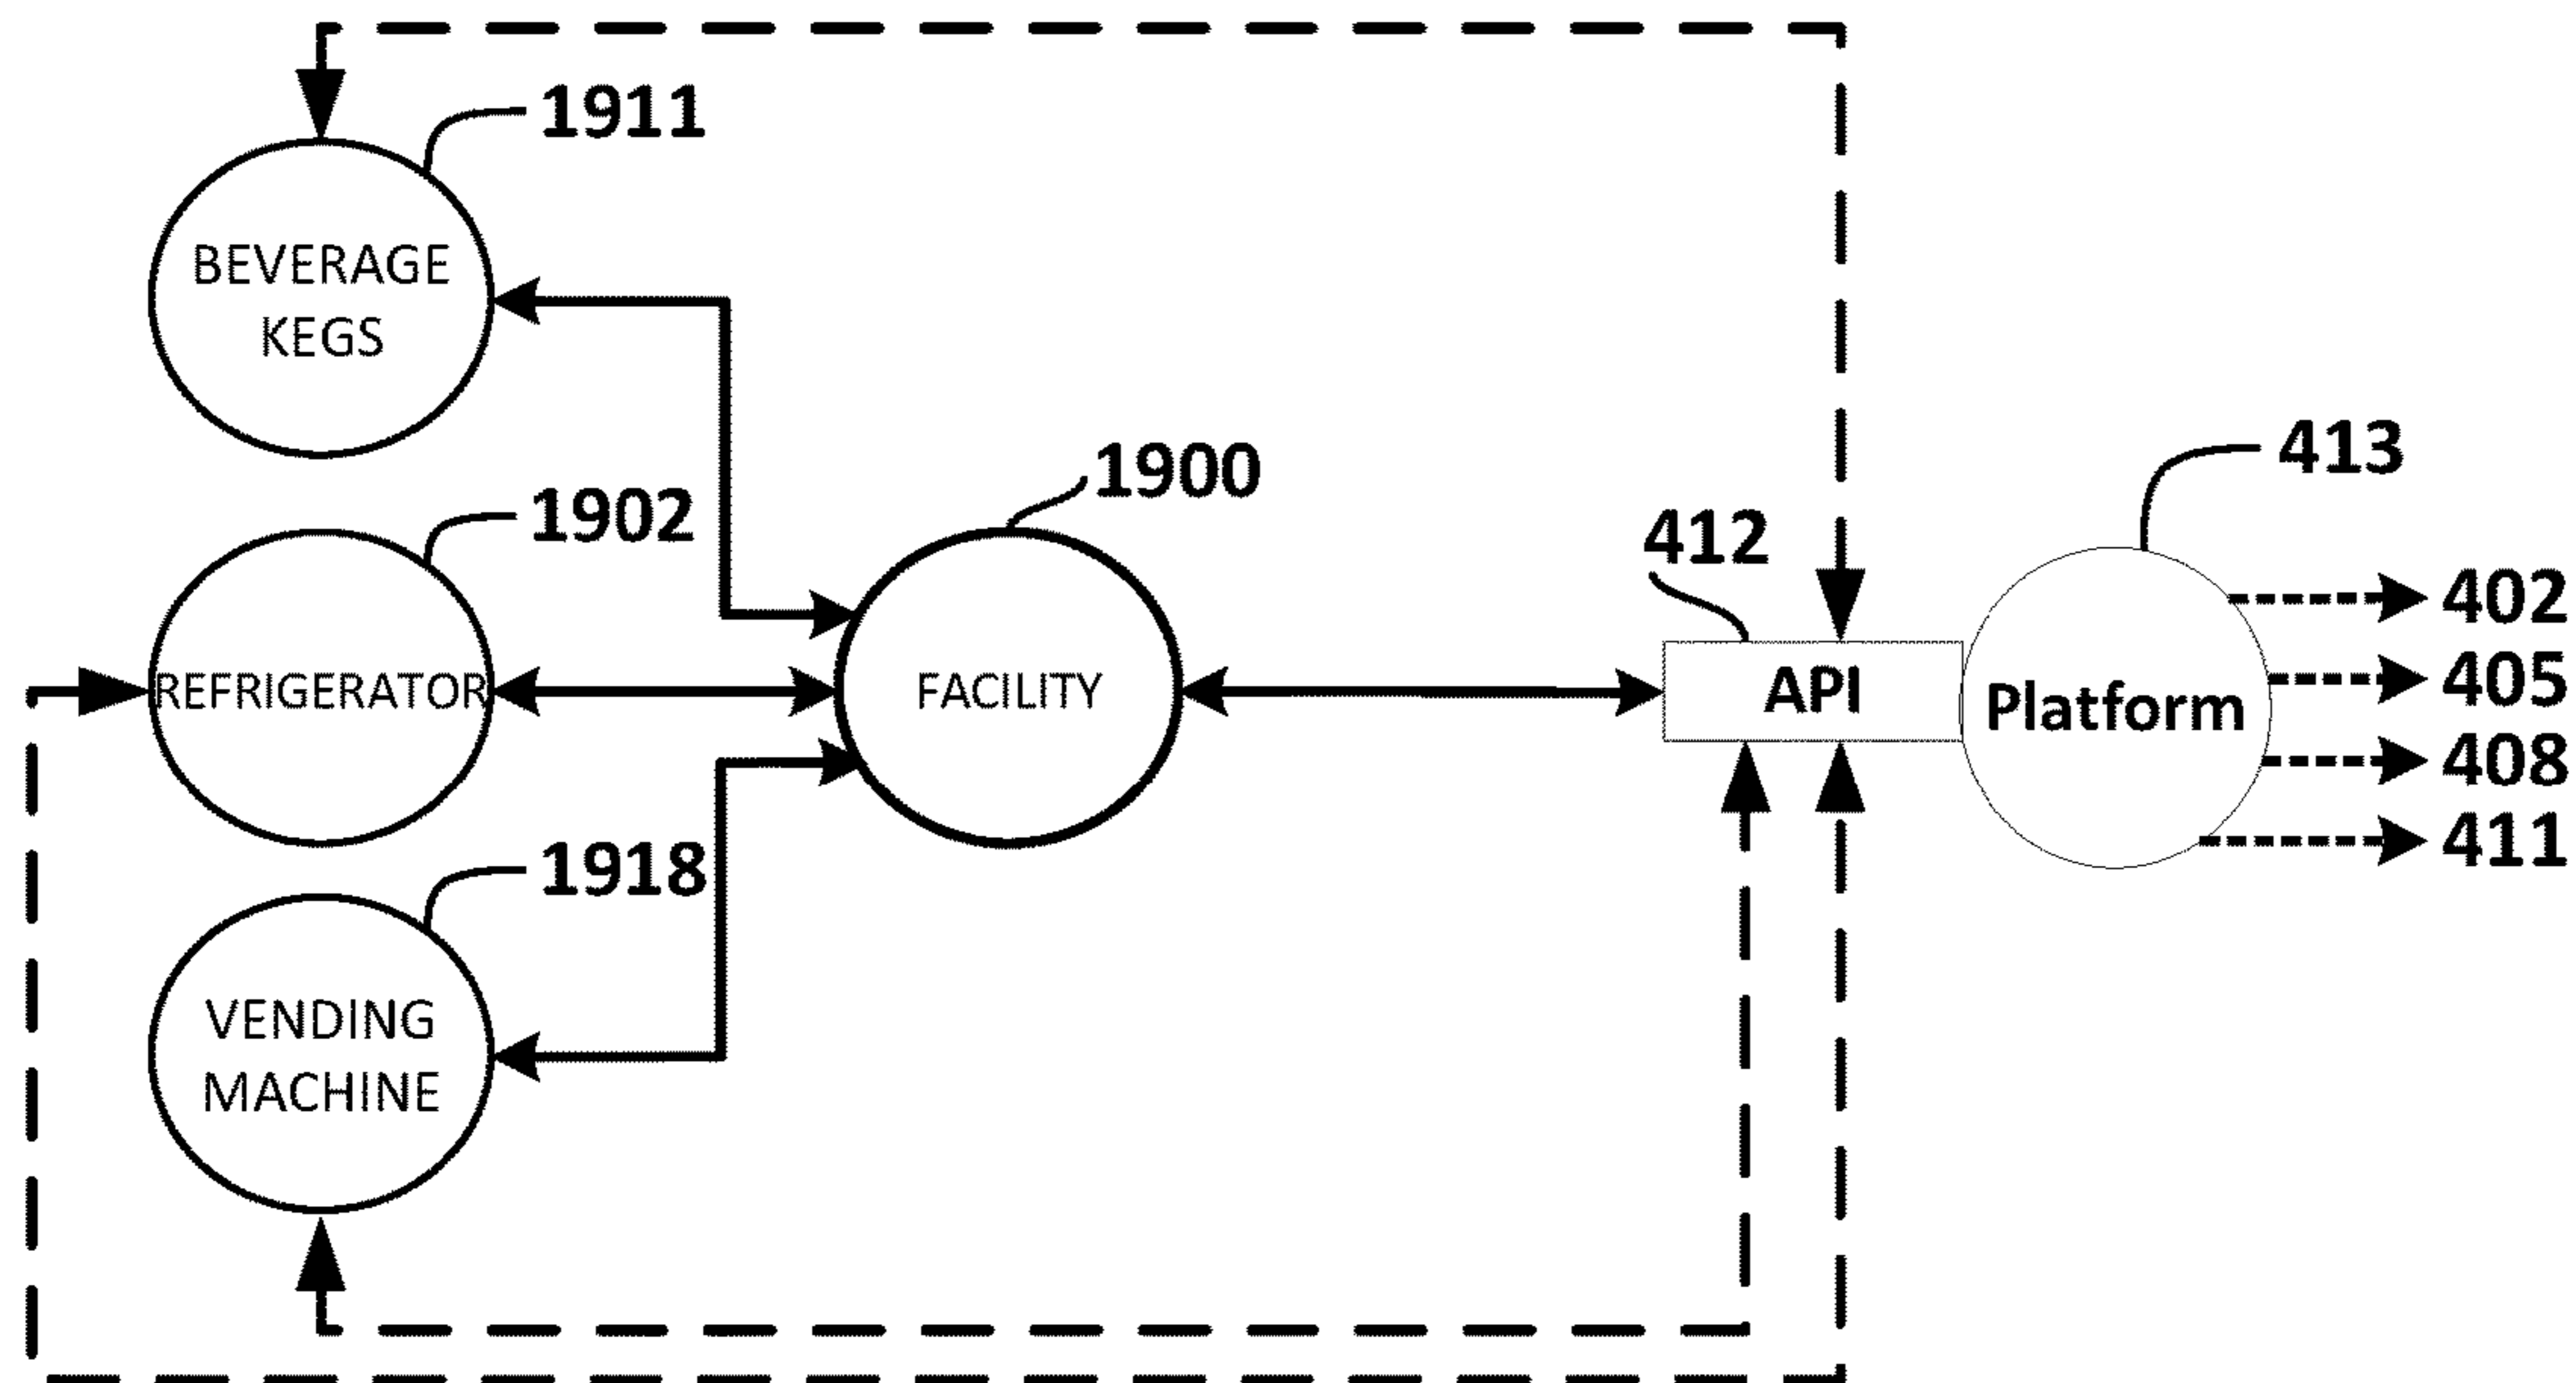 1911
BEVERAGE
KEGS
1902
REFRIGERATOR
1918
VENDING
MACHINE
1900
FACILITY
412
API
413
Platform
402
405
408
411